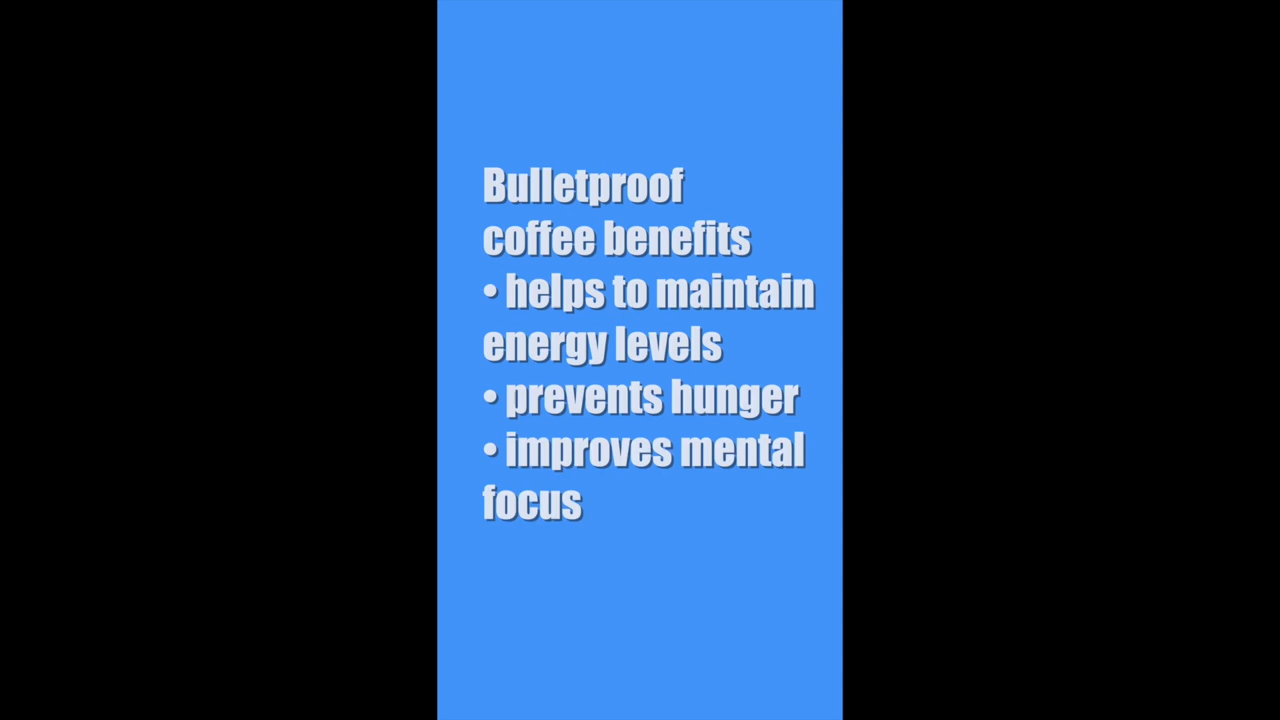 Bulletproof
coffee benefits
• helps to maintain
energy levels
• prevents hunger
• improves mental
focus